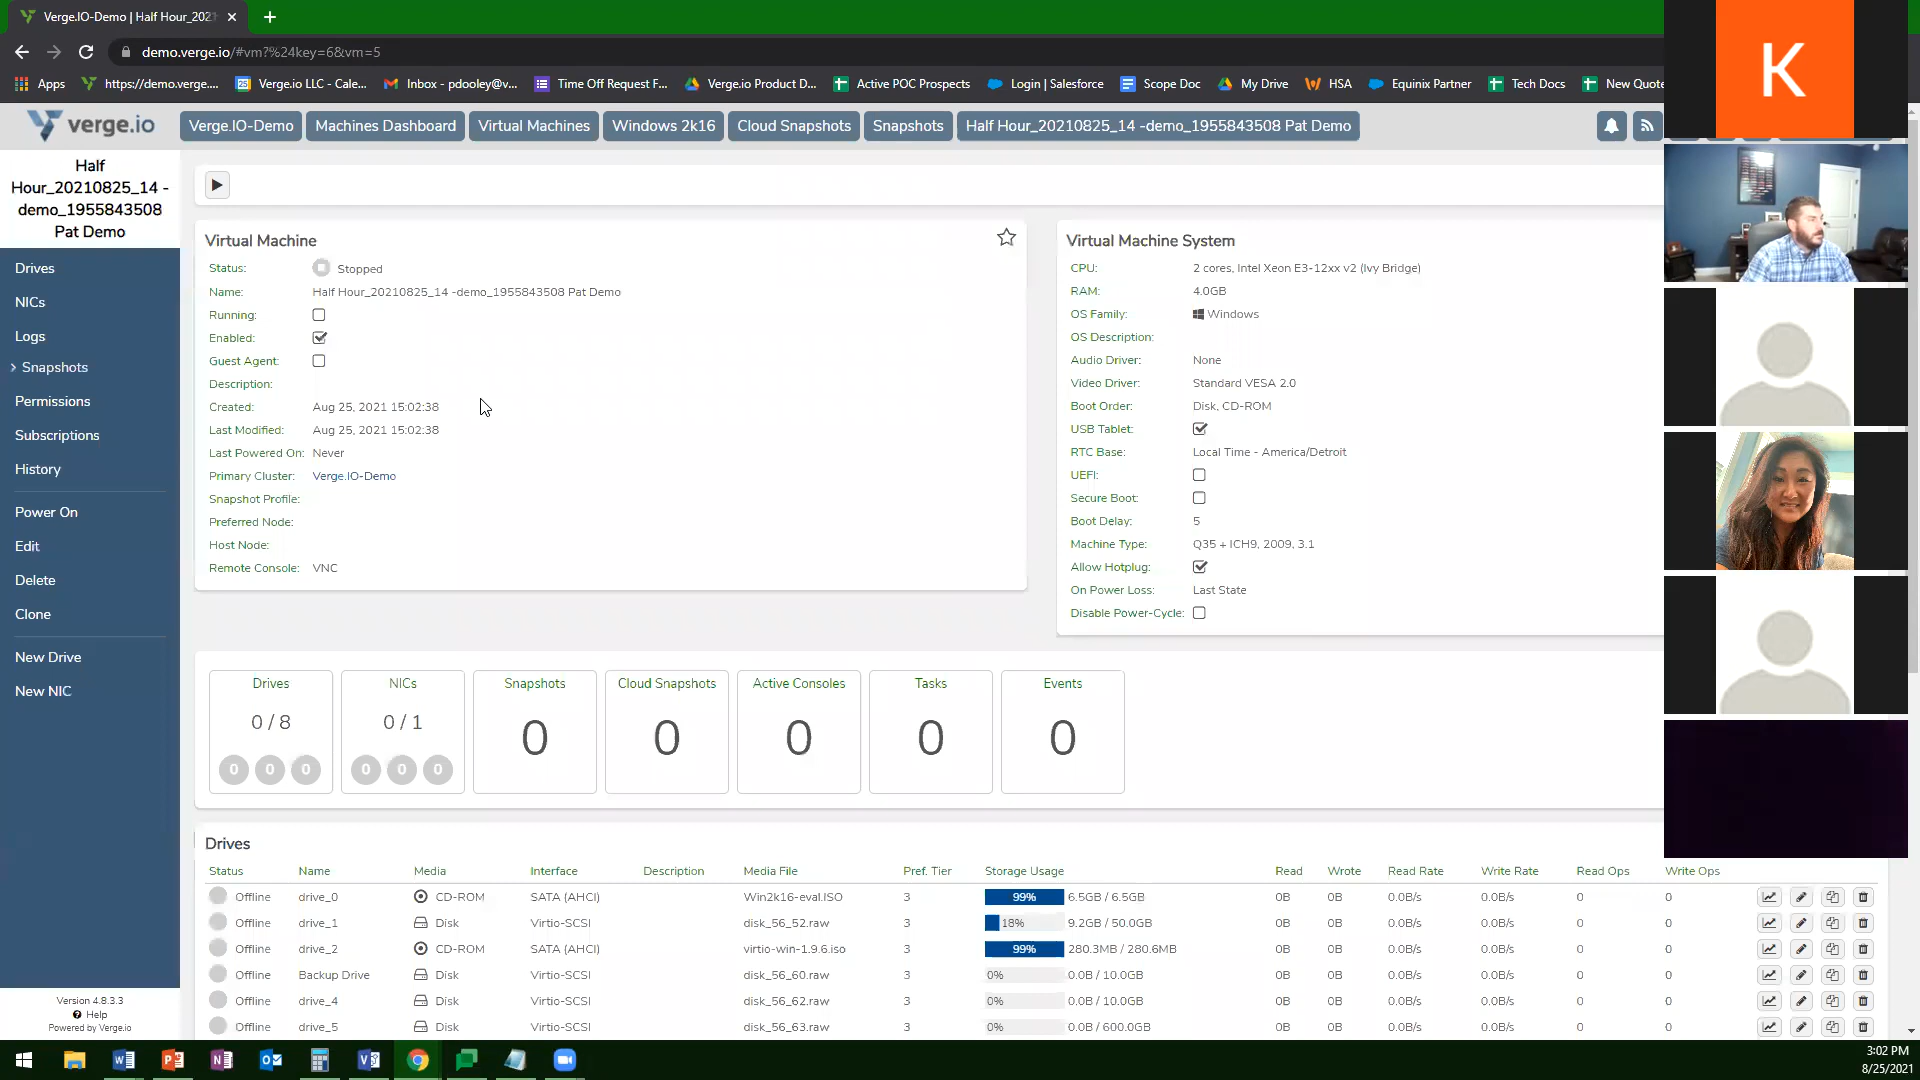 Verge.IO-Demo | Half Hour_202
demo.verge.io/#vm?%24key=6&vm=5
Apps https://demo.verge.... Verge.io LLC - Cale... Inbox - pdooley@v... Time Off Request F... Verge.io Product D... Active POC Prospects Login | Salesforce Scope Doc My Drive HSA Equinix Partner Tech Docs New Quote
verge.io Verge.IO-Demo Machines Dashboard Virtual Machines Windows 2k16 Cloud Snapshots Snapshots Half Hour_20210825_14 -demo_1955843508 Pat Demo
K
Half
Hour_20210825_14 -
demo_1955843508
Pat Demo
Drives
NICs
Logs
Snapshots
Permissions
Subscriptions
History
Power On
Edit
Delete
Clone
New Drive
New NIC
Version 4.8.3.3
Help
Powered by Verge.io
Virtual Machine
Status: Stopped
Name: Half Hour_20210825_14 -demo_1955843508 Pat Demo
Running:
Enabled:
Guest Agent:
Description:
Created: Aug 25, 2021 15:02:38
Last Modified: Aug 25, 2021 15:02:38
Last Powered On: Never
Primary Cluster: Verge.IO-Demo
Snapshot Profile:
Preferred Node:
Host Node:
Remote Console: VNC
Virtual Machine System
CPU: 2 cores, Intel Xeon E3-12xx v2 (Ivy Bridge)
RAM: 4.0GB
OS Family: Windows
OS Description:
Audio Driver: None
Video Driver: Standard VESA 2.0
Boot Order: Disk, CD-ROM
USB Tablet:
RTC Base: Local Time - America/Detroit
UEFI:
Secure Boot:
Boot Delay: 5
Machine Type: Q35 + ICH9, 2009, 3.1
Allow Hotplug:
On Power Loss: Last State
Disable Power-Cycle:
Drives NICs Snapshots Cloud Snapshots Active Consoles Tasks Events
0 / 8 0 / 1 0 0 0 0 0
0 0 0 0 0 0
Drives
Status Name Media Interface Description Media File Pref. Tier Storage Usage Read Wrote Read Rate Write Rate Read Ops Write Ops
Offline drive_0 CD-ROM SATA (AHCI) Win2k16-eval.ISO 3 99% 6.5GB / 6.5GB 0B 0B 0.0B/s 0.0B/s 0 0
Offline drive_1 Disk Virtio-SCSI disk_56_52.raw 3 18% 9.2GB / 50.0GB 0B 0B 0.0B/s 0.0B/s 0 0
Offline drive_2 CD-ROM SATA (AHCI) virtio-win-1.9.6.iso 3 99% 280.3MB / 280.6MB 0B 0B 0.0B/s 0.0B/s 0 0
Offline Backup Drive Disk Virtio-SCSI disk_56_60.raw 3 0% 0.0B / 10.0GB 0B 0B 0.0B/s 0.0B/s 0 0
Offline drive_4 Disk Virtio-SCSI disk_56_62.raw 3 0% 0.0B / 10.0GB 0B 0B 0.0B/s 0.0B/s 0 0
Offline drive_5 Disk Virtio-SCSI disk_56_63.raw 3 0% 0.0B / 600.0GB 0B 0B 0.0B/s 0.0B/s 0 0
3:02 PM
8/25/2021